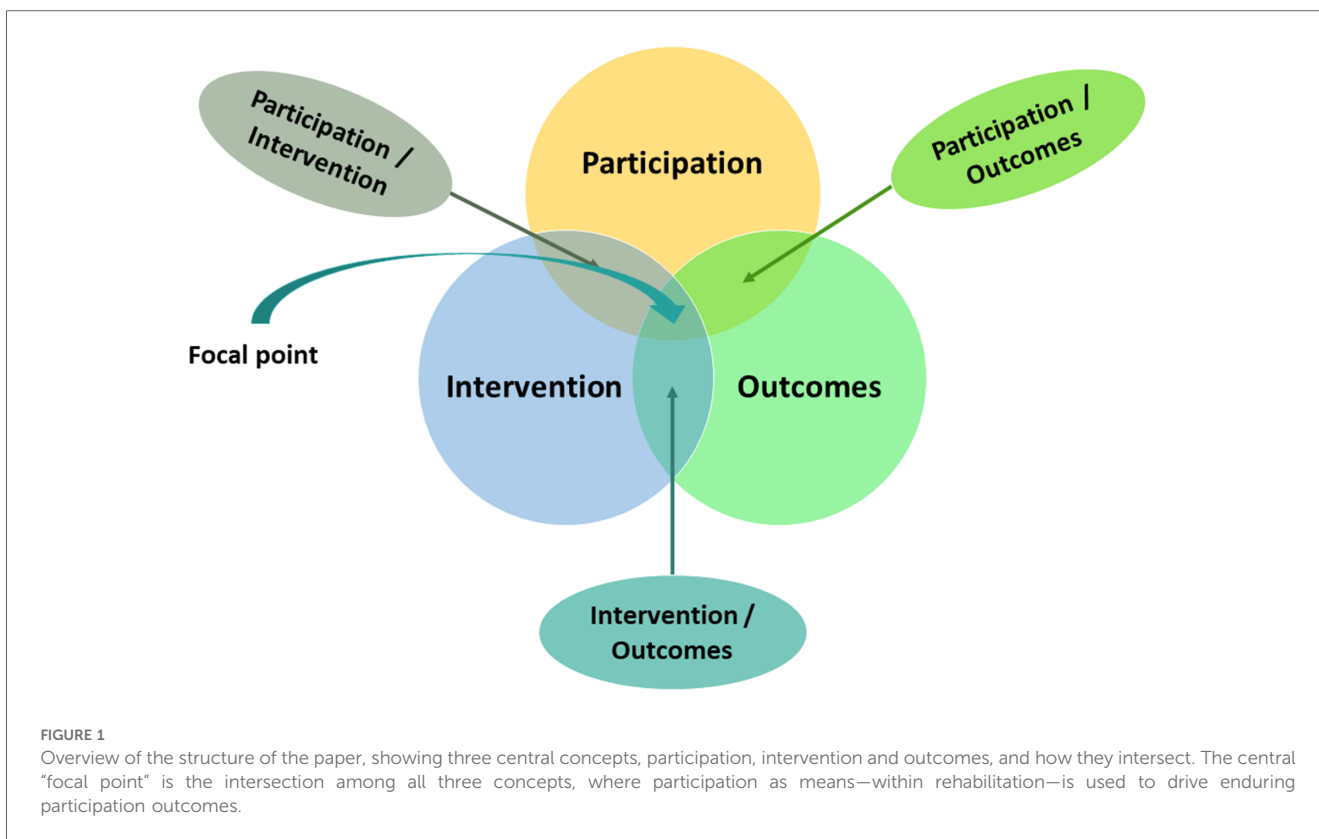 Participation /
Intervention
Participation
Participation /
Outcomes
Focal point
Intervention
Outcomes
Intervention /
Outcomes
FIGURE 1
Overview of the structure of the paper, showing three central concepts, participation, intervention and outcomes, and how they intersect. The central
“focal point” is the intersection among all three concepts, where participation as means—within rehabilitation—is used to drive enduring
participation outcomes.